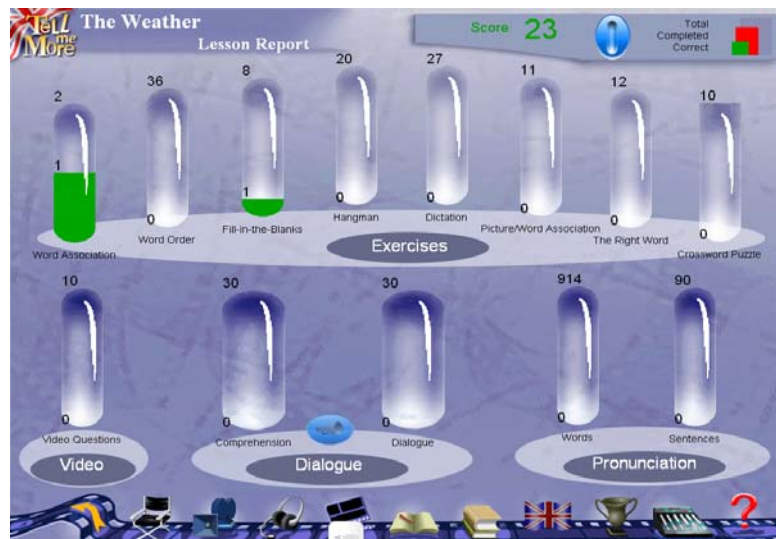 Tell me More
The Weather
Lesson Report
Score 23
Total
Completed
Correct
2
36
8
20
27
11
12
10
1
0
1
0
0
0
0
0
Word Association
Word Order
Fill-in-the-Blanks
Hangman
Dictation
Picture/Word Association
The Right Word
Crossword Puzzle
Exercises
10
30
30
914
90
0
0
0
0
0
Video Questions
Comprehension
Dialogue
Words
Sentences
Video
Dialogue
Pronunciation
?